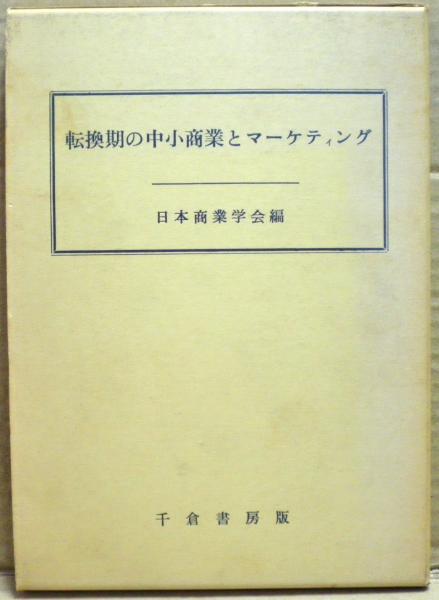 転換期の中小商業とマーケティング
日本商業学会編
千倉書房版